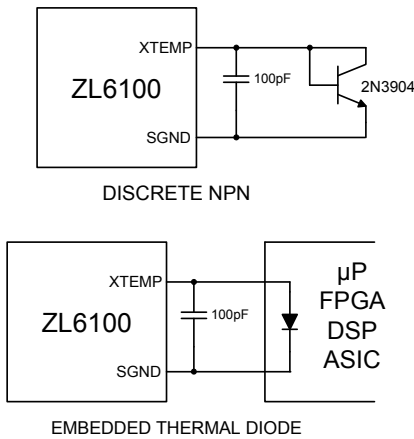 XTEMP
ZL6100
100pF
2N3904
SGND
DISCRETE NPN
XTEMP
ZL6100
100pF
SGND
µP
FPGA
DSP
ASIC
EMBEDDED THERMAL DIODE